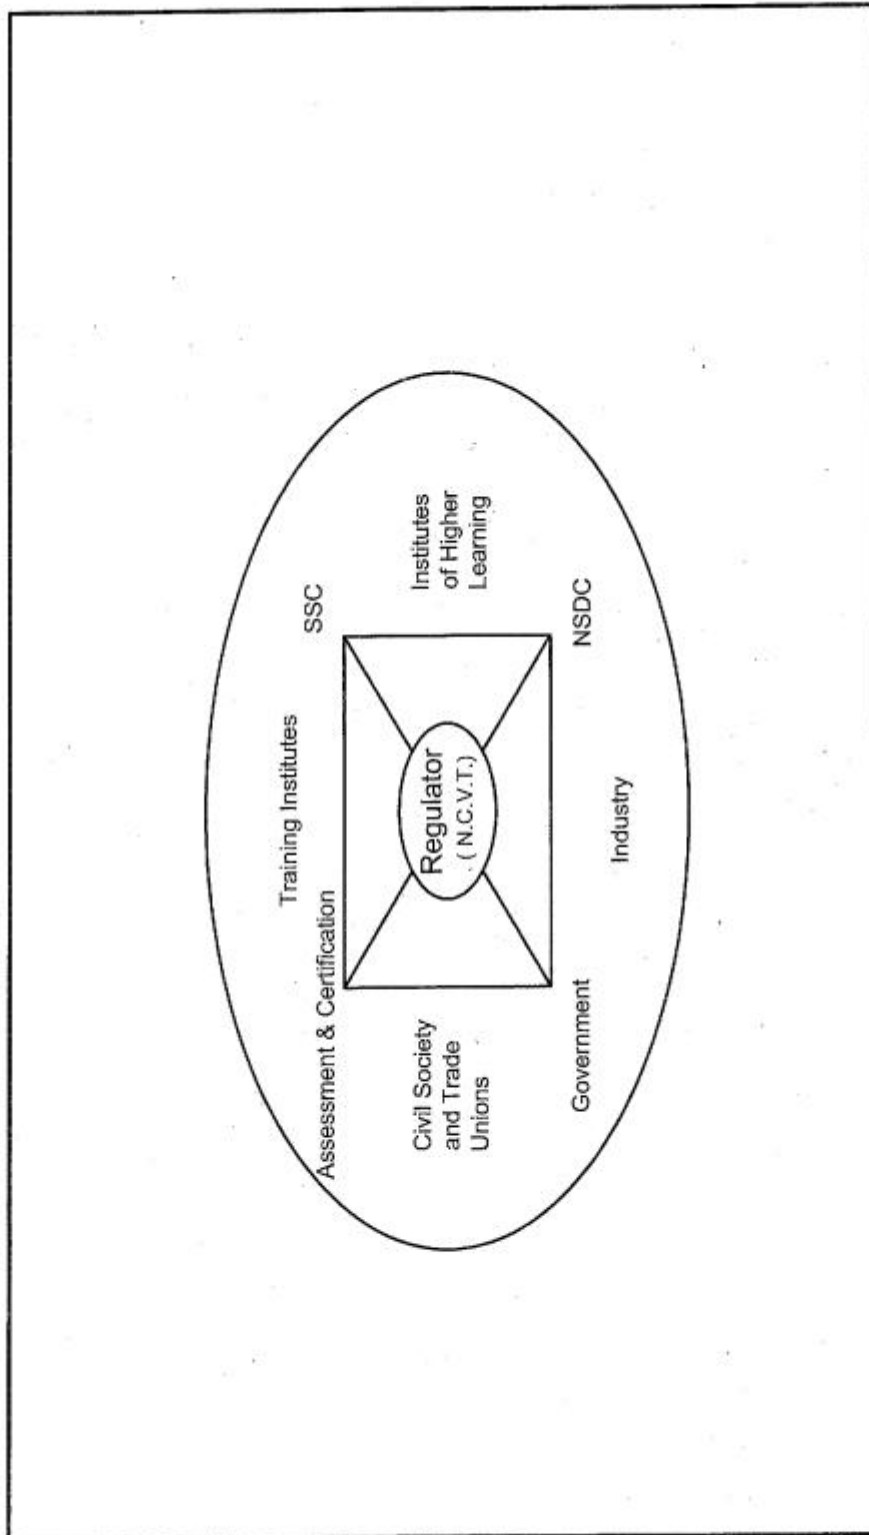 Training Institutes
Assessment & Certification
SSC
Civil Society
and Trade
Unions
Regulator
( N.C.V.T.)
Institutes
of Higher
Learning
Government
NSDC
Industry